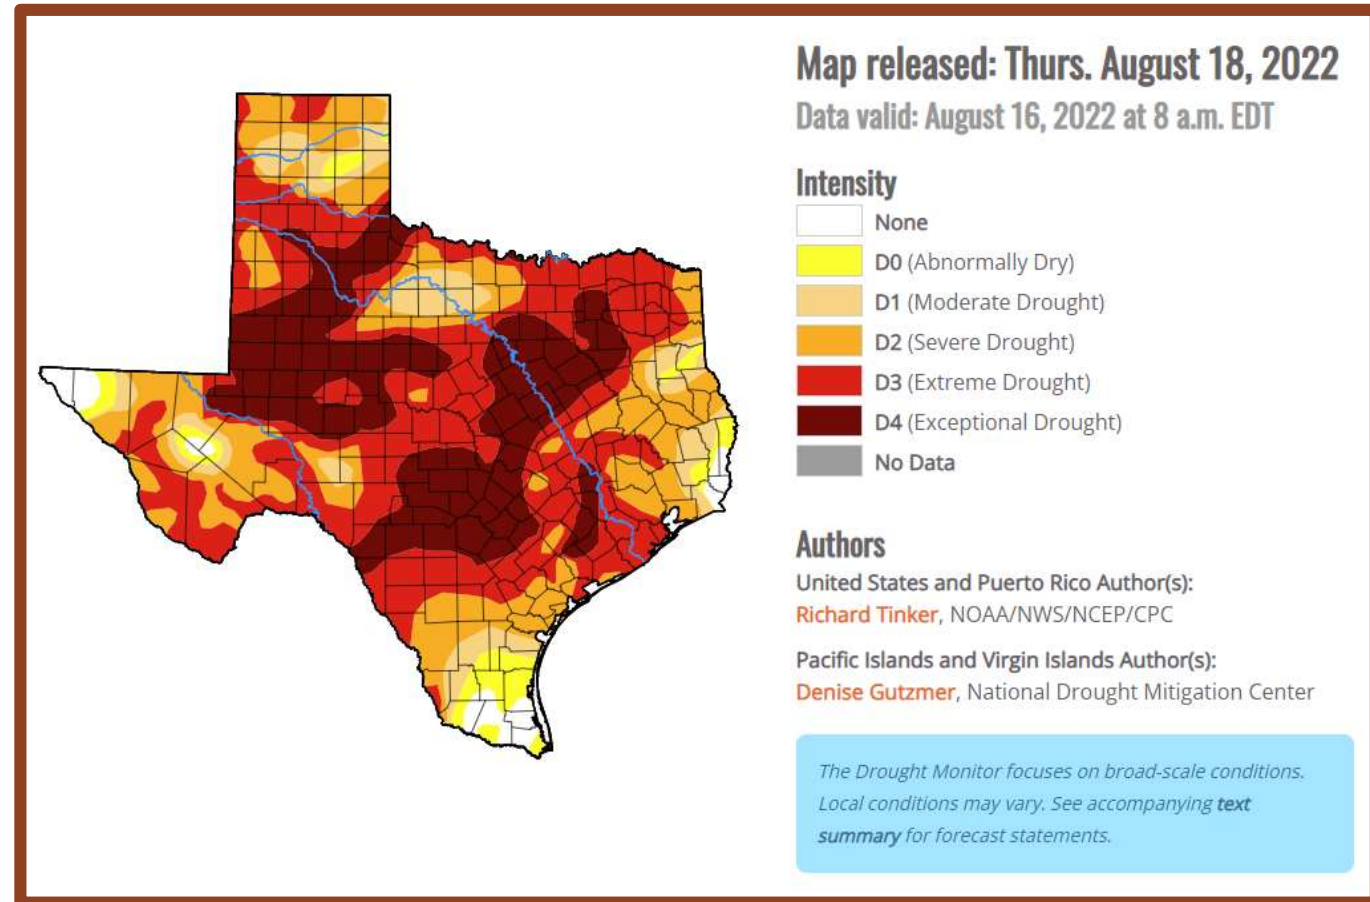 Map released: Thurs. August 18, 2022
Data valid: August 16, 2022 at 8 a.m. EDT
Intensity
None
D0 (Abnormally Dry)
D1 (Moderate Drought)
D2 (Severe Drought)
D3 (Extreme Drought)
D4 (Exceptional Drought)
No Data
Authors
United States and Puerto Rico Author(s):
Richard Tinker, NOAA/NWS/NCEP/CPC
Pacific Islands and Virgin Islands Author(s):
Denise Gutzmer, National Drought Mitigation Center
The Drought Monitor focuses on broad-scale conditions.
Local conditions may vary. See accompanying text
summary for forecast statements.